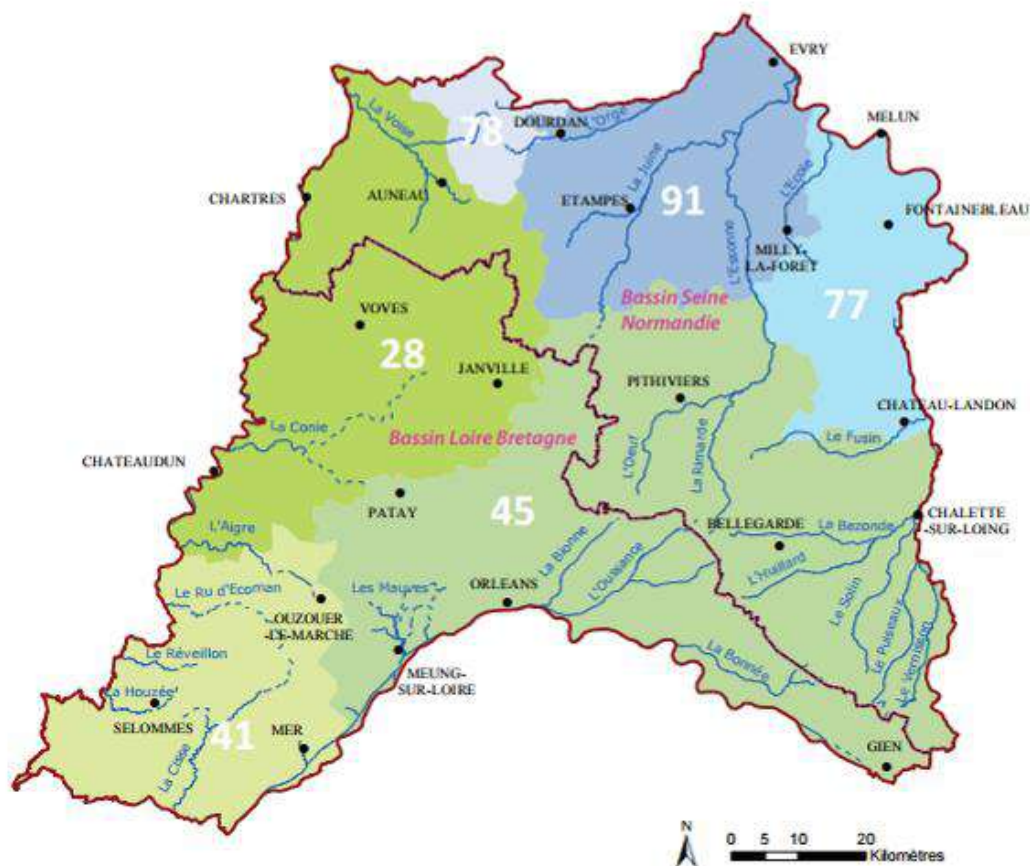 EVRY
La Voise
78
DOURDAN
L'Orge
MELUN
CHARTRES
AUNEAU
ETAMPES
La Juine
91
L'Ecole
FONTAINEBLEAU
MILLY-
LA-FORET
L'Essonne
Bassin Seine
Normandie
77
VOVES
28
JANVILLE
PITHIVIERS
CHATEAU-LANDON
La Conie
Bassin Loire Bretagne
L'Oeuf
La Rimarde
Le Fusin
CHATEAUDUN
PATAY
45
BELLEGARDE
CHALETTE
-SUR-LOING
L'Aigre
La Bionne
La Bezonde
L'Huillard
Le Ru d'Ecoman
Les Mauves
ORLEANS
L'Ousance
OUZOUER
-LE-MARCHE
Le Solin
Le Puiseaux
Le Vernisson
Le Réveillon
MEUNG-
SUR-LOIRE
La Bonnée
La Houzée
SELOMMES
41
MER
La Cisse
GIEN
N
0 5 10 20
Kilomètres